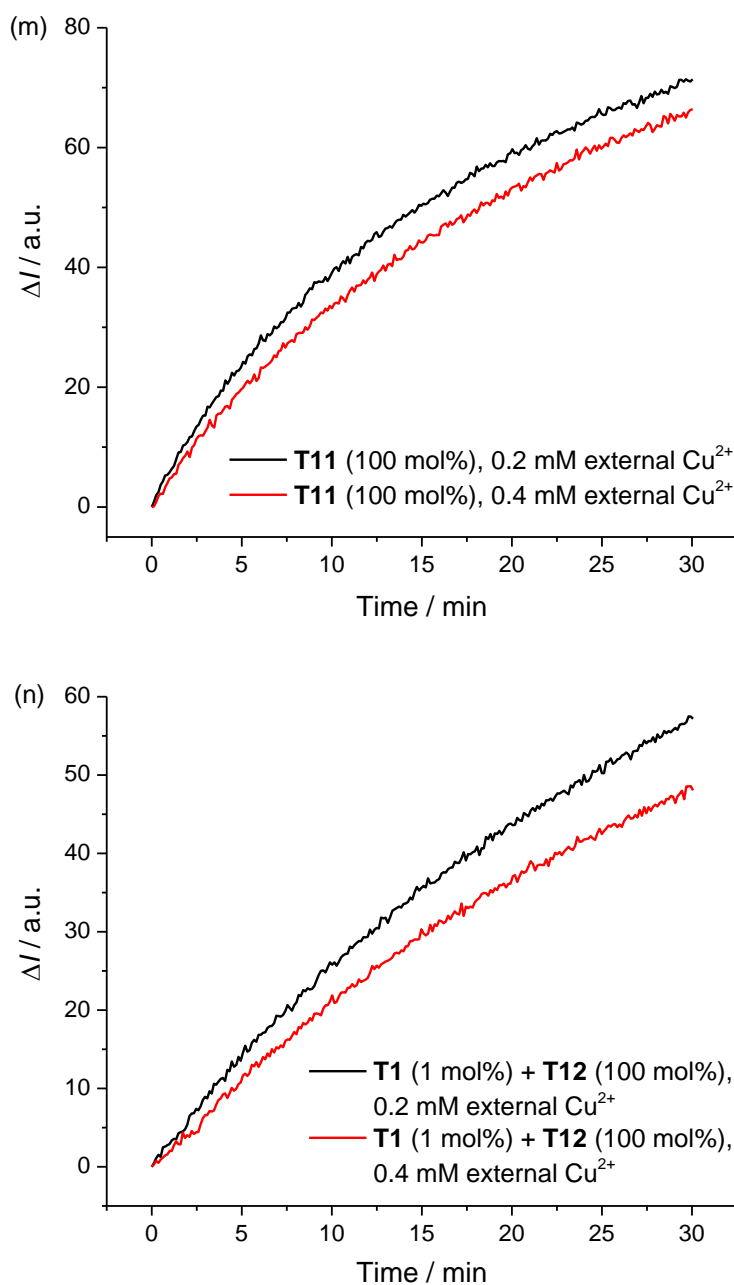 (m)
80
60
40
20
0
ΔI / a.u.
T11 (100 mol%), 0.2 mM external Cu²⁺
T11 (100 mol%), 0.4 mM external Cu²⁺
0 5 10 15 20 25 30
Time / min
(n)
60
50
40
30
20
10
0
ΔI / a.u.
T1 (1 mol%) + T12 (100 mol%),
0.2 mM external Cu²⁺
T1 (1 mol%) + T12 (100 mol%),
0.4 mM external Cu²⁺
0 5 10 15 20 25 30
Time / min